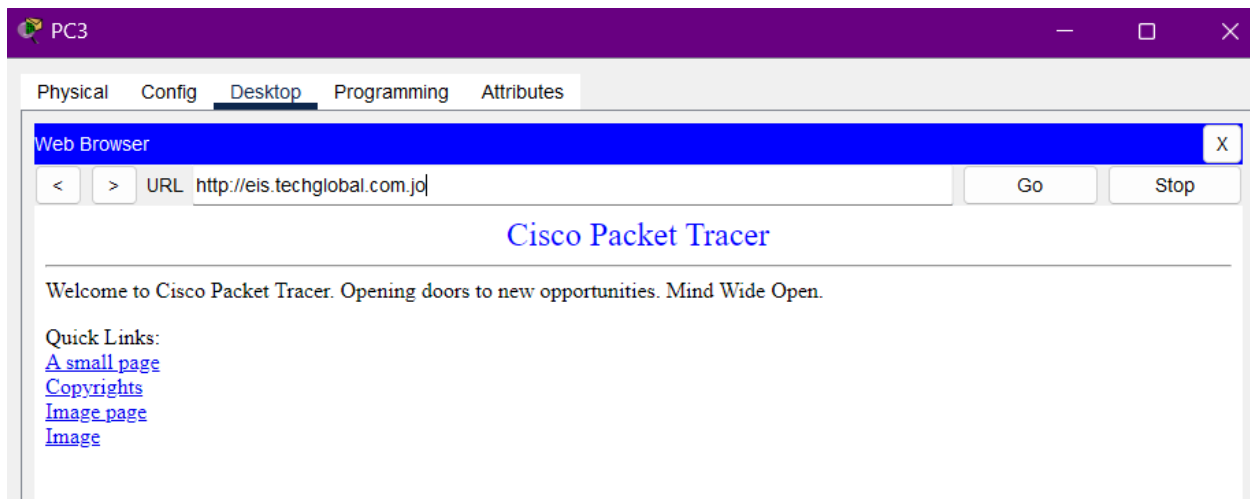 PC3
Physical Config Desktop Programming Attributes
Web Browser X
< > URL http://eis.techglobal.com.jo Go Stop
Cisco Packet Tracer
Welcome to Cisco Packet Tracer. Opening doors to new opportunities. Mind Wide Open.
Quick Links:
A small page
Copyrights
Image page
Image